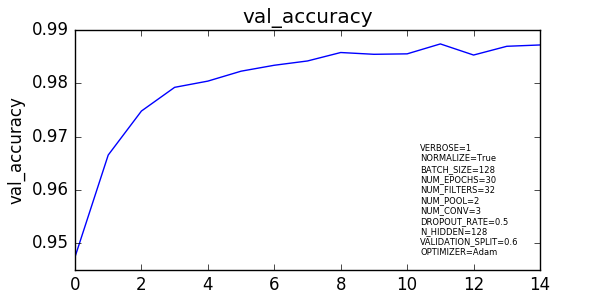 val_accuracy
0.99
0.98
0.97
0.96
0.95
val_accuracy
VERBOSE=1
NORMALIZE=True
BATCH_SIZE=128
NUM_EPOCHS=30
NUM_FILTERS=32
NUM_POOL=2
NUM_CONV=3
DROPOUT_RATE=0.5
N_HIDDEN=128
VALIDATION_SPLIT=0.6
OPTIMIZER=Adam
0 2 4 6 8 10 12 14